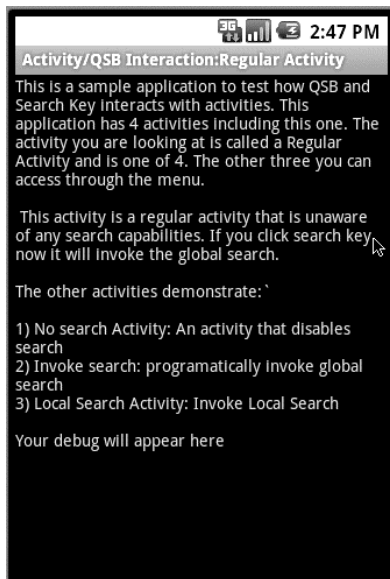 3G 2:47 PM
Activity/QSB Interaction:Regular Activity
This is a sample application to test how QSB and
Search Key interacts with activities. This
application has 4 activities including this one. The
activity you are looking at is called a Regular
Activity and is one of 4. The other three you can
access through the menu.
This activity is a regular activity that is unaware
of any search capabilities. If you click search key
now it will invoke the global search.
The other activities demonstrate:`
1) No search Activity: An activity that disables
search
2) Invoke search: programatically invoke global
search
3) Local Search Activity: Invoke Local Search
Your debug will appear here